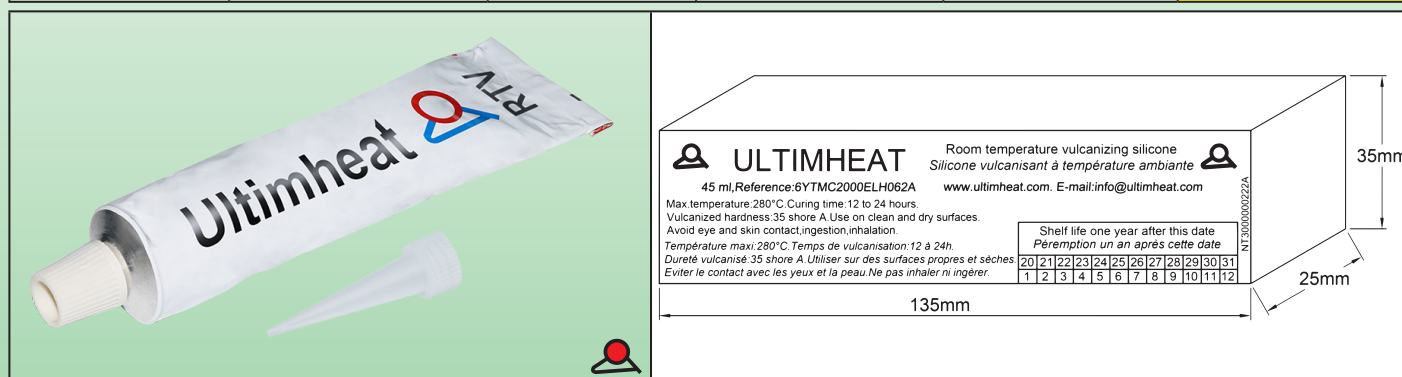 Ultimheat RTV
ULTIMHEAT
Room temperature vulcanizing silicone
Silicone vulcanisant à température ambiante
45 ml,Reference:6YTMC2000ELH062A
www.ultimheat.com. E-mail:info@ultimheat.com
Max.temperature:280°C.Curing time:12 to 24 hours.
Vulcanized hardness:35 shore A.Use on clean and dry surfaces.
Avoid eye and skin contact,ingestion,inhalation.
Température maxi:280°C.Temps de vulcanisation:12 à 24h.
Dureté vulcanisé:35 shore A.Utiliser sur des surfaces propres et sèches.
Eviter le contact avec les yeux et la peau.Ne pas inhaler ni ingérer.
Shelf life one year after this date
Péremption un an après cette date
20 21 22 23 24 25 26 27 28 29 30 31
1 2 3 4 5 6 7 8 9 10 11 12
NT3000000222A
35mm
25mm
135mm